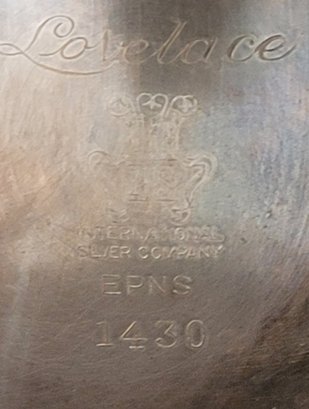 Lovelace
INTERNATIONAL
SILVER COMPANY
EPNS
1430